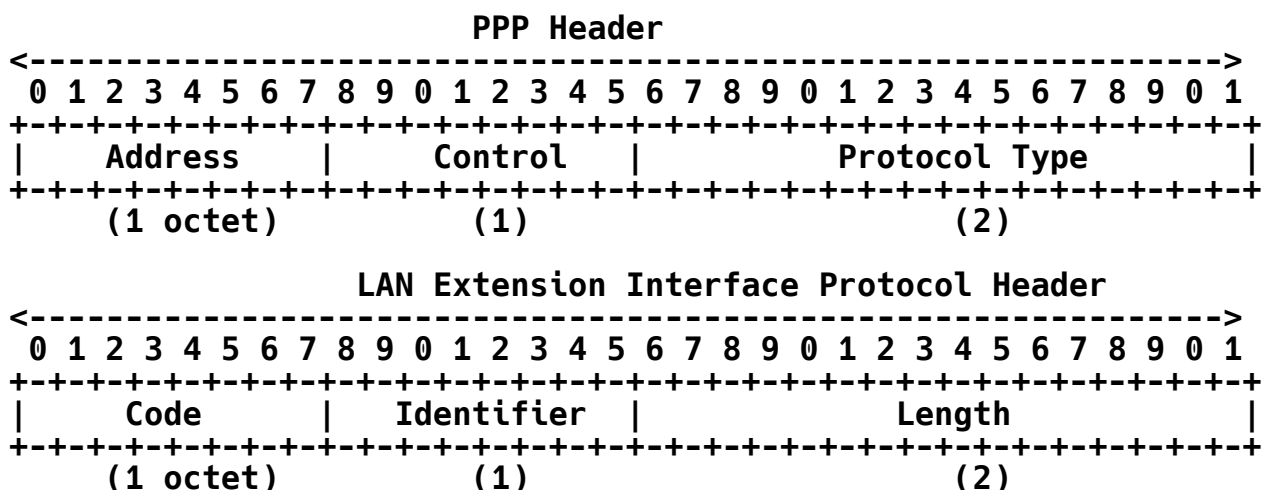 PPP Header
<-------------------------------------------------------------->
0 1 2 3 4 5 6 7 8 9 0 1 2 3 4 5 6 7 8 9 0 1 2 3 4 5 6 7 8 9 0 1
+-+-+-+-+-+-+-+-+-+-+-+-+-+-+-+-+-+-+-+-+-+-+-+-+-+-+-+-+-+-+-+-+
|    Address    |     Control   |          Protocol Type        |
+-+-+-+-+-+-+-+-+-+-+-+-+-+-+-+-+-+-+-+-+-+-+-+-+-+-+-+-+-+-+-+-+
(1 octet)          (1)                      (2)
LAN Extension Interface Protocol Header
<-------------------------------------------------------------->
0 1 2 3 4 5 6 7 8 9 0 1 2 3 4 5 6 7 8 9 0 1 2 3 4 5 6 7 8 9 0 1
+-+-+-+-+-+-+-+-+-+-+-+-+-+-+-+-+-+-+-+-+-+-+-+-+-+-+-+-+-+-+-+-+
|     Code      |   Identifier  |             Length            |
+-+-+-+-+-+-+-+-+-+-+-+-+-+-+-+-+-+-+-+-+-+-+-+-+-+-+-+-+-+-+-+-+
(1 octet)          (1)                      (2)